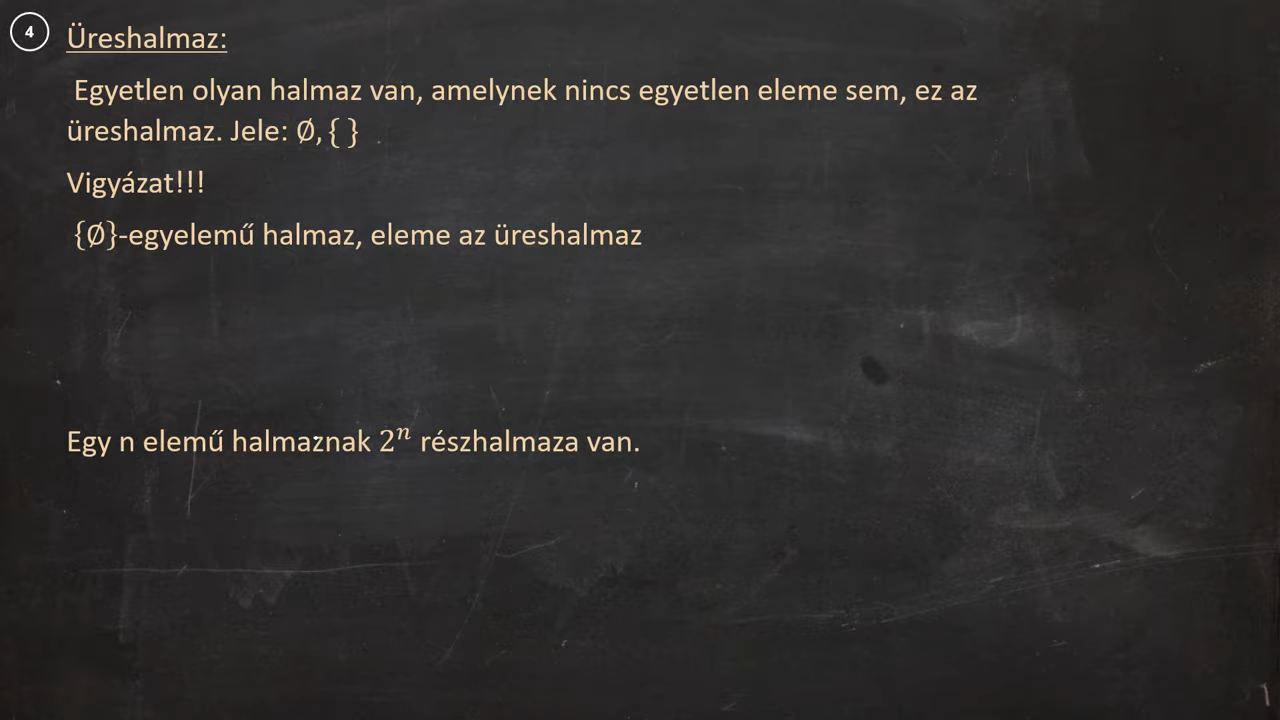 4
Üreshalmaz:
Egyetlen olyan halmaz van, amelynek nincs egyetlen eleme sem, ez az
üreshalmaz. Jele: ∅, { }
Vigyázat!!!
{∅}-egyelemű halmaz, eleme az üreshalmaz
Egy n elemű halmaznak 2ⁿ részhalmaza van.